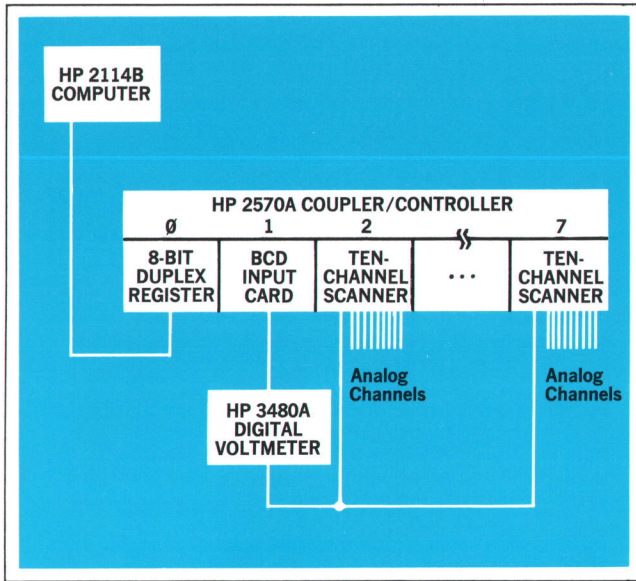 HP 2114B
COMPUTER
HP 2570A COUPLER/CONTROLLER
Ø 1 2 7
8-BIT
DUPLEX
REGISTER
BCD
INPUT
CARD
TEN-
CHANNEL
SCANNER
...
TEN-
CHANNEL
SCANNER
Analog
Channels
Analog
Channels
HP 3480A
DIGITAL
VOLTMETER